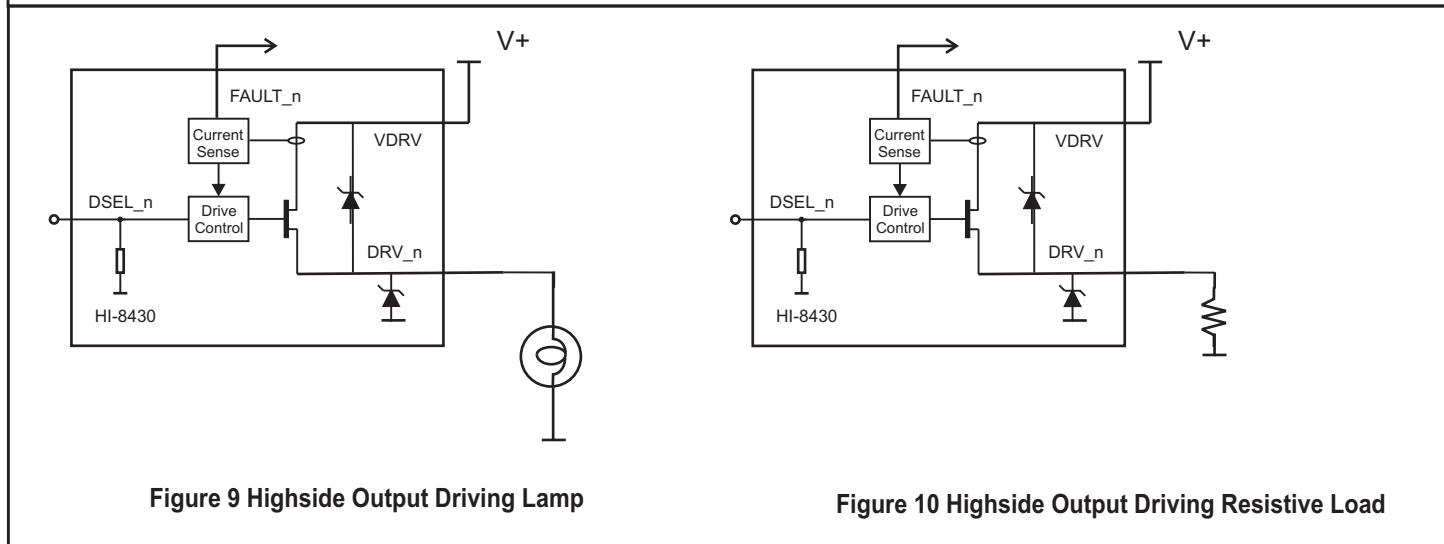 V+
FAULT_n
Current
Sense
VDRV
DSEL_n
Drive
Control
DRV_n
HI-8430
Figure 9 Highside Output Driving Lamp
V+
FAULT_n
Current
Sense
VDRV
DSEL_n
Drive
Control
DRV_n
HI-8430
Figure 10 Highside Output Driving Resistive Load